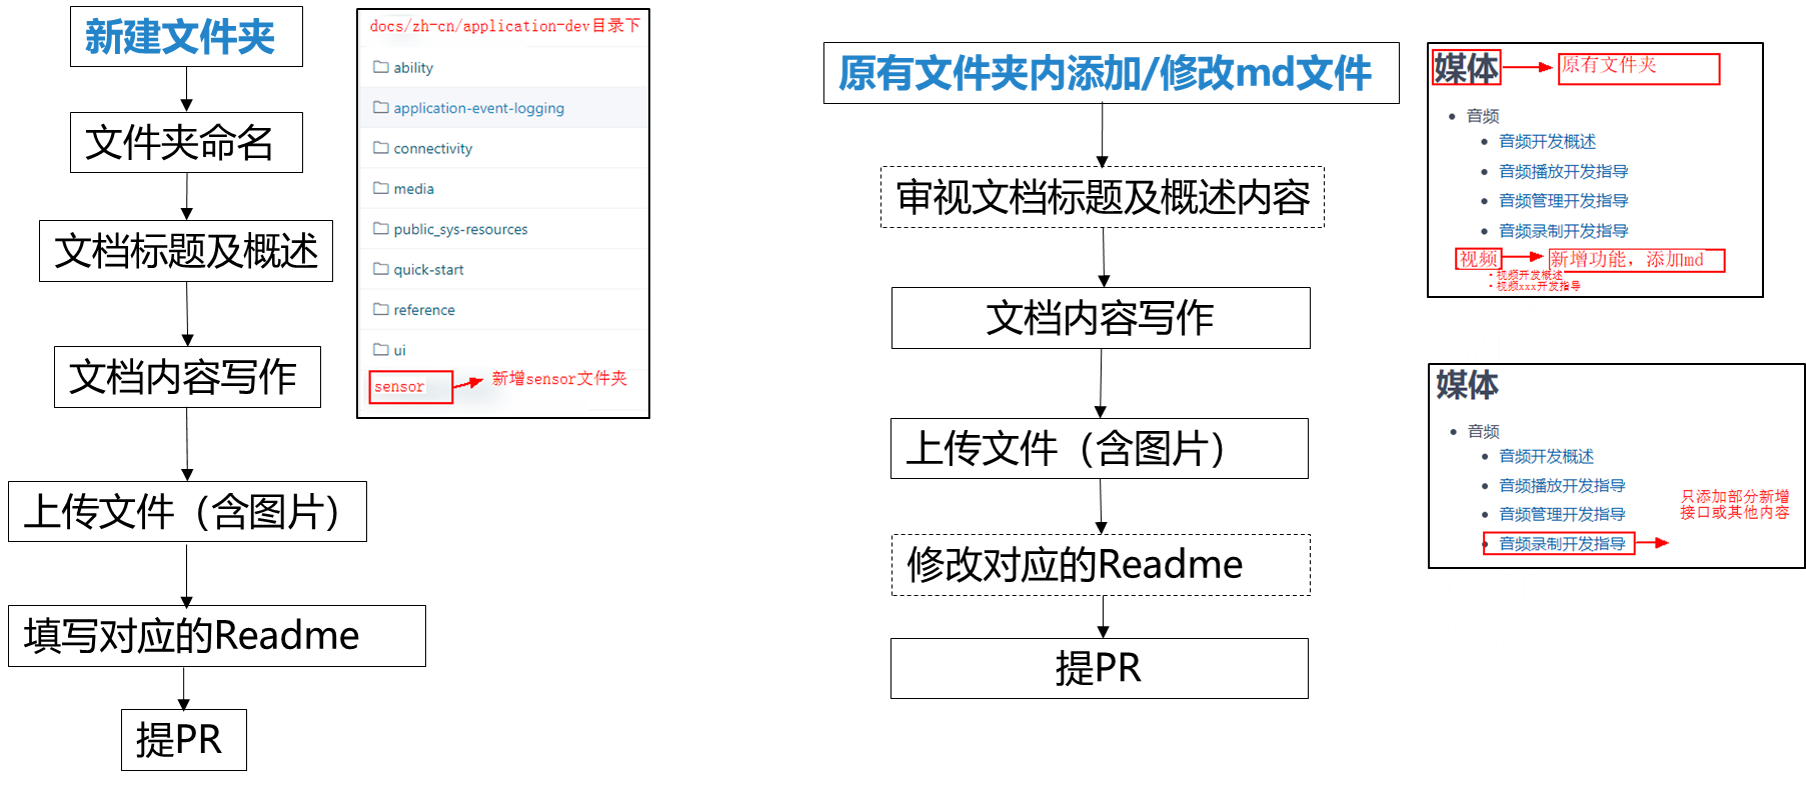 新建文件夹
文件夹命名
文档标题及概述
文档内容写作
上传文件（含图片）
填写对应的Readme
提PR
docs/zh-cn/application-dev目录下
ability
application-event-logging
connectivity
media
public_sys-resources
quick-start
reference
ui
sensor
新增sensor文件夹
原有文件夹内添加/修改md文件
审视文档标题及概述内容
文档内容写作
上传文件（含图片）
修改对应的Readme
提PR
媒体
原有文件夹
音频
音频开发概述
音频播放开发指导
音频管理开发指导
音频录制开发指导
视频
新增功能，添加md
视频开发概述
视频xxx开发指导
媒体
音频
音频开发概述
音频播放开发指导
音频管理开发指导
音频录制开发指导
只添加部分新增
接口或其他内容